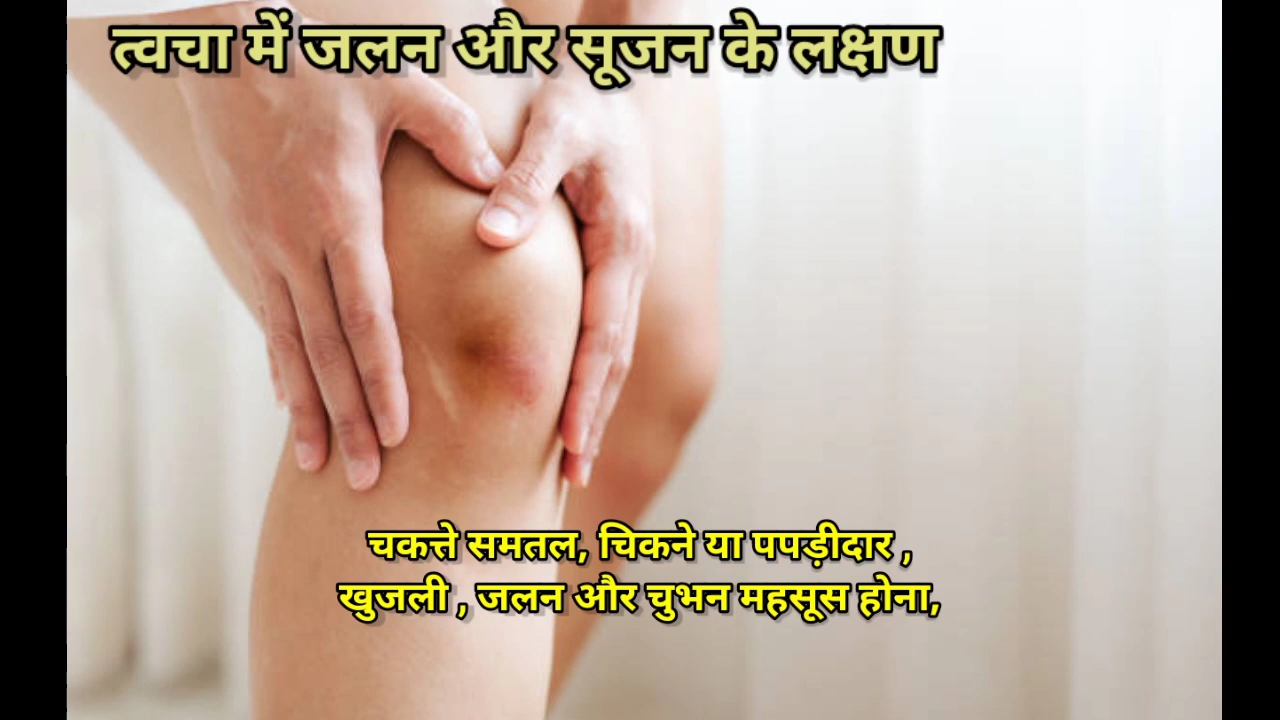 त्वचा में जलन और सूजन के लक्षण
चकत्ते समतल, चिकने या पपड़ीदार ,
खुजली , जलन और चुभन महसूस होना,